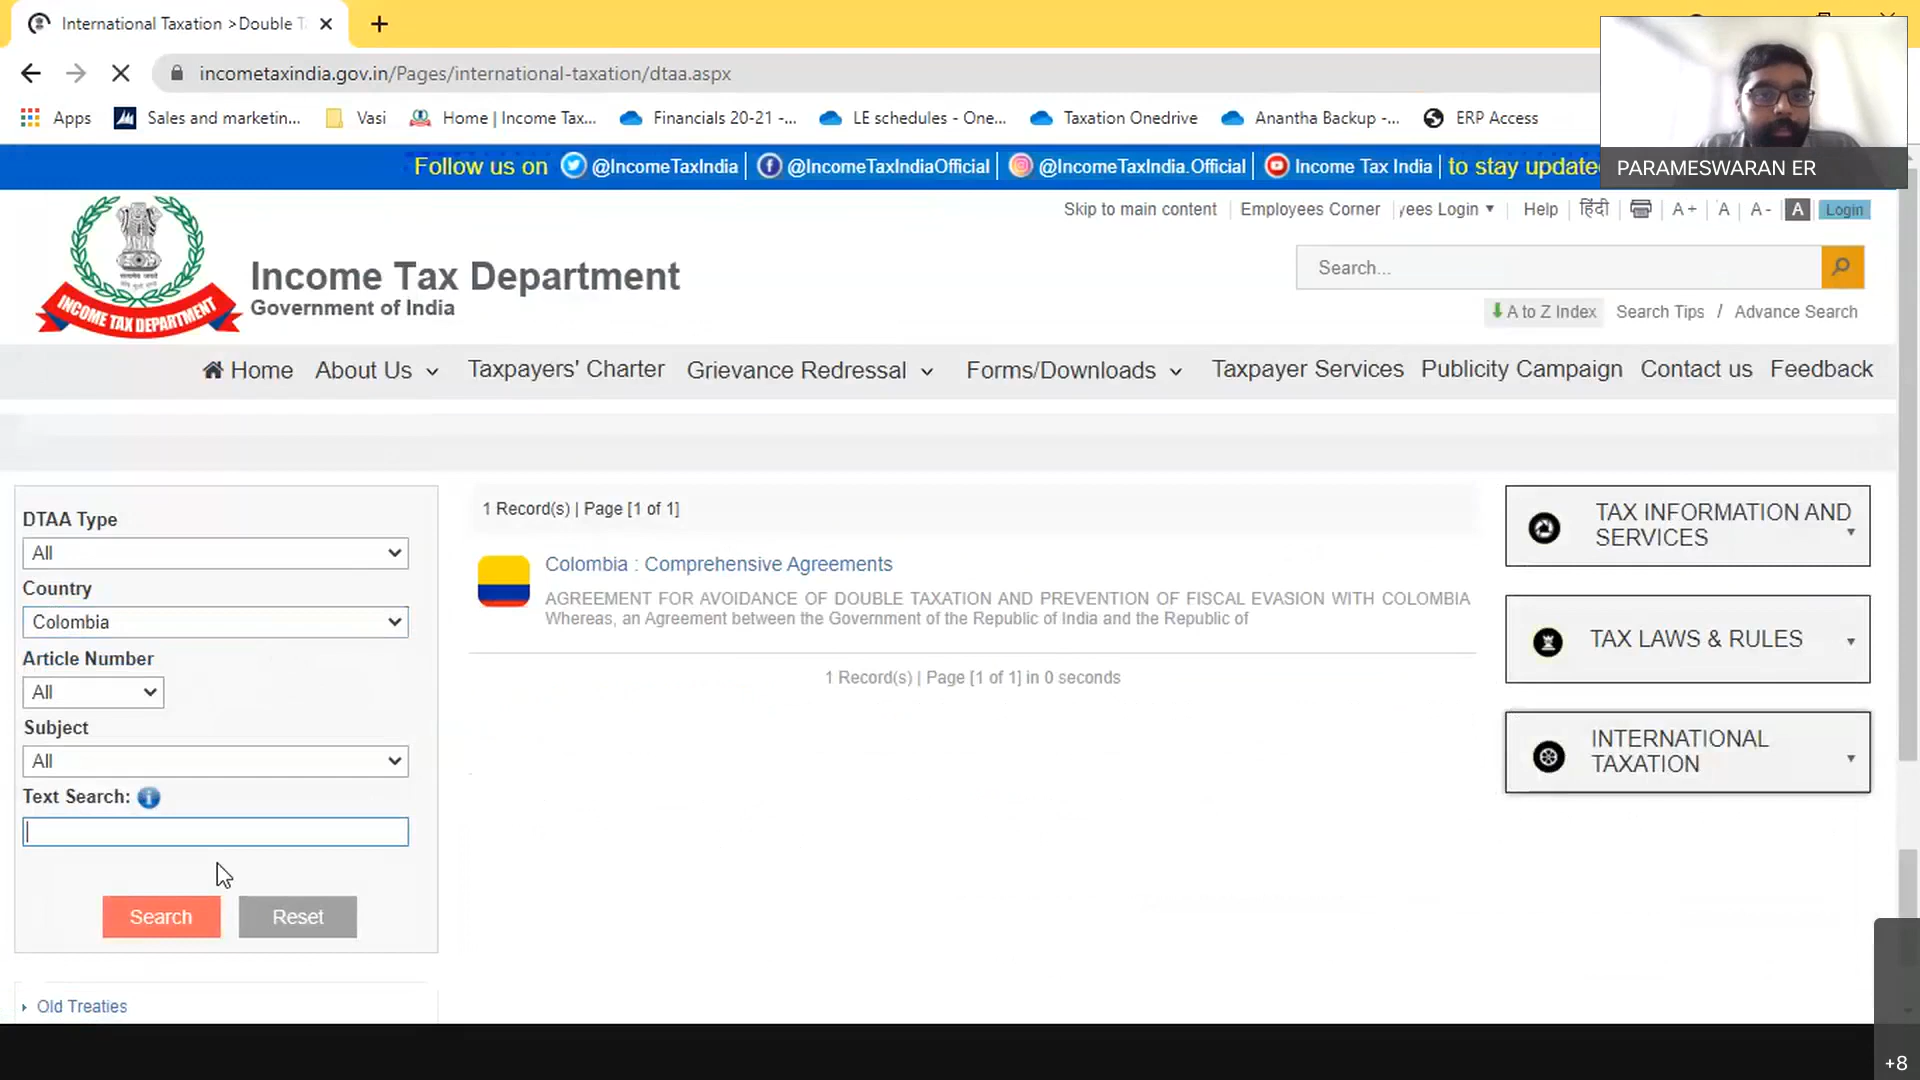 International Taxation >Double T
incometaxindia.gov.in/Pages/international-taxation/dtaa.aspx
Apps
Sales and marketin...
Vasi
Home | Income Tax...
Financials 20-21 -...
LE schedules - One...
Taxation Onedrive
Anantha Backup -...
ERP Access
PARAMESWARAN ER
Follow us on @IncomeTaxIndia | @IncomeTaxIndiaOfficial | @IncomeTaxIndia.Official | Income Tax India | to stay update
Skip to main content
Employees Corner
yees Login
Help
हिंदी
A+
A
A-
A
Login
INCOME TAX DEPARTMENT
Income Tax Department
Government of India
Search...
A to Z Index
Search Tips / Advance Search
Home
About Us
Taxpayers' Charter
Grievance Redressal
Forms/Downloads
Taxpayer Services
Publicity Campaign
Contact us
Feedback
DTAA Type
All
Country
Colombia
Article Number
All
Subject
All
Text Search:
Search
Reset
Old Treaties
1 Record(s) | Page [1 of 1]
Colombia : Comprehensive Agreements
AGREEMENT FOR AVOIDANCE OF DOUBLE TAXATION AND PREVENTION OF FISCAL EVASION WITH COLOMBIA
Whereas, an Agreement between the Government of the Republic of India and the Republic of
1 Record(s) | Page [1 of 1] in 0 seconds
TAX INFORMATION AND
SERVICES
TAX LAWS & RULES
INTERNATIONAL
TAXATION
+8